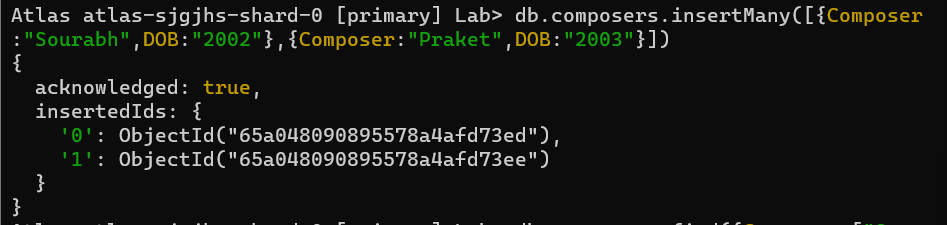 Atlas atlas-sjgjhs-shard-0 [primary] Lab> db.composers.insertMany([{Composer
:"Sourabh",DOB:"2002"},{Composer:"Praket",DOB:"2003"}])
{
  acknowledged: true,
  insertedIds: {
    '0': ObjectId("65a048090895578a4afd73ed"),
    '1': ObjectId("65a048090895578a4afd73ee")
  }
}